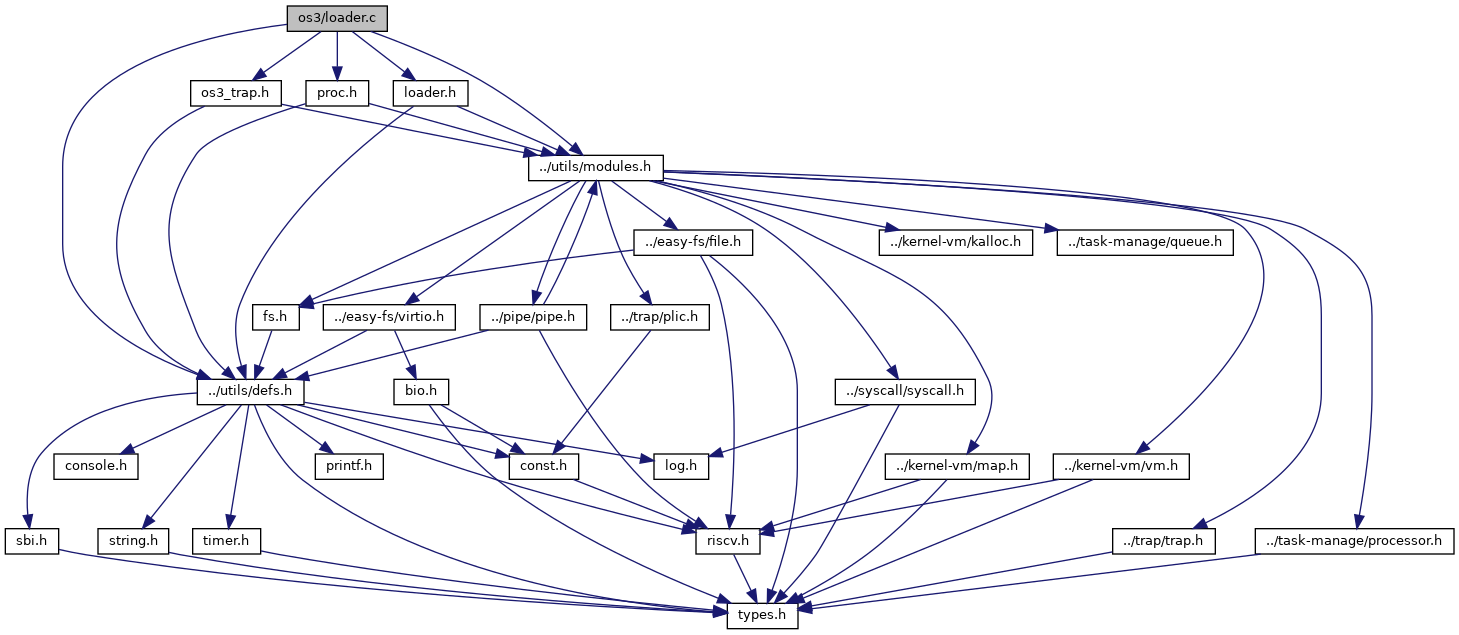 os3/loader.c
os3_trap.h
proc.h
loader.h
../utils/modules.h
../easy-fs/file.h
../kernel-vm/kalloc.h
../task-manage/queue.h
fs.h
../easy-fs/virtio.h
../pipe/pipe.h
../trap/plic.h
../utils/defs.h
bio.h
../syscall/syscall.h
console.h
printf.h
const.h
log.h
../kernel-vm/map.h
../kernel-vm/vm.h
sbi.h
string.h
timer.h
riscv.h
../trap/trap.h
../task-manage/processor.h
types.h